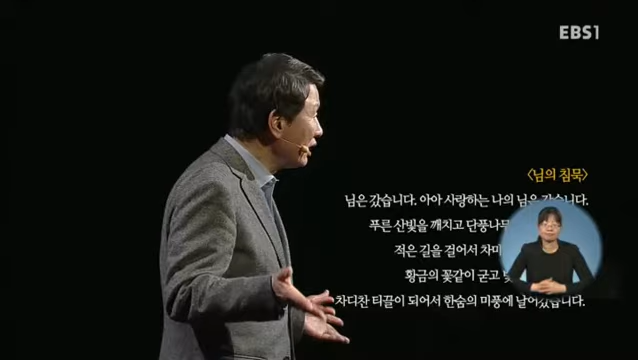 EBS1
<님의 침묵>
님은 갔습니다. 아아 사랑하는 나의 님은 갔습니다.
푸른 산빛을 깨치고 단풍나무
적은 길을 걸어서
황금의 꽃같이 굳고
차디찬 티끌이 되어서 한숨의 미풍에 날아갔습니다.